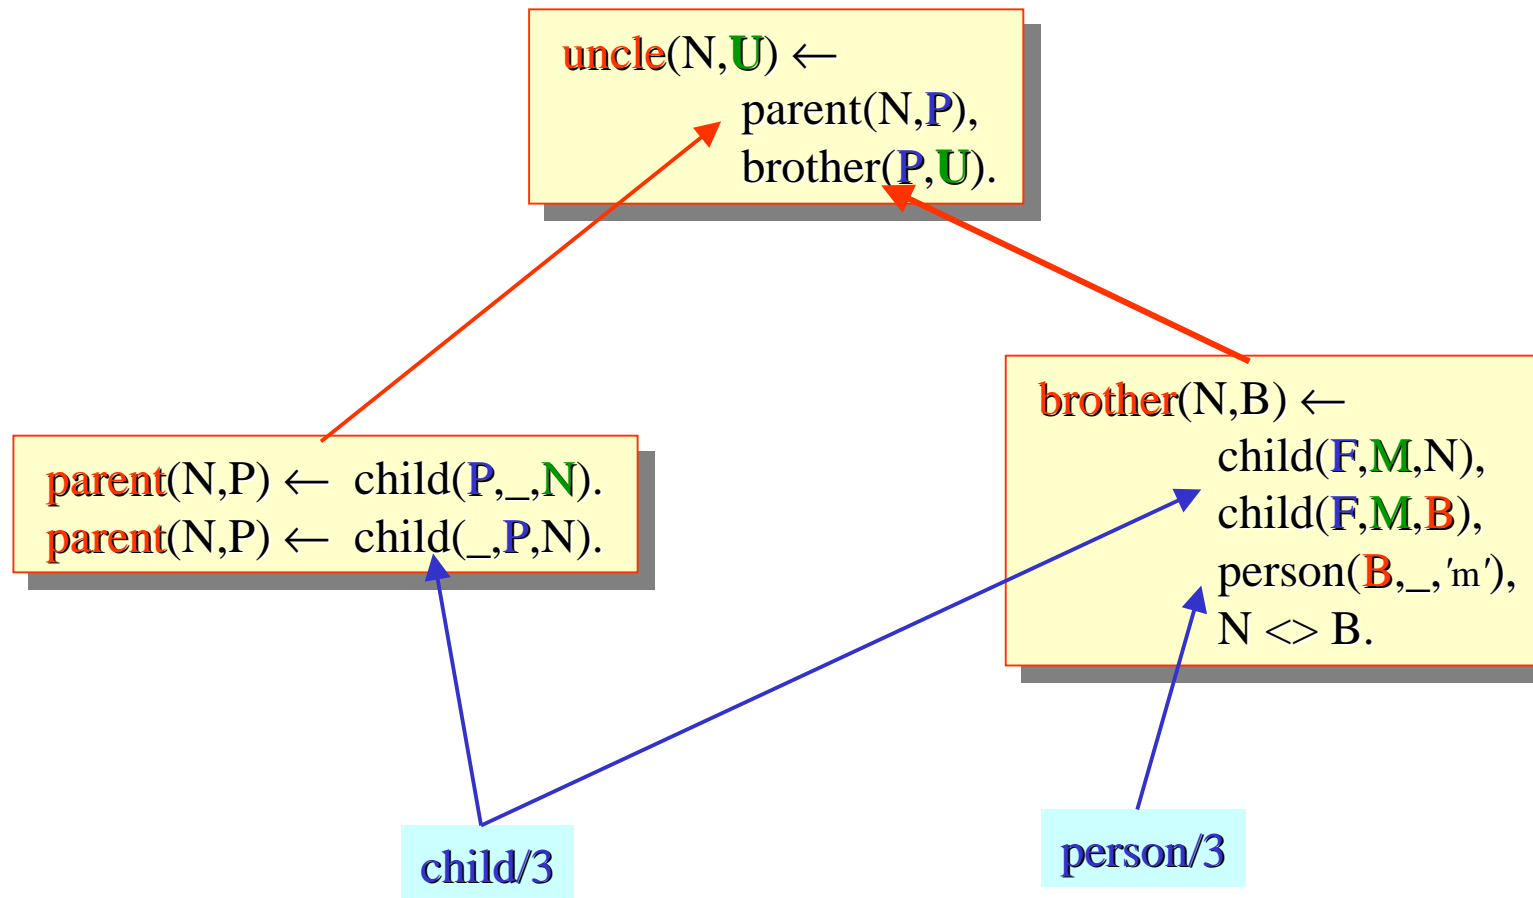 uncle(N,U) ←
parent(N,P),
brother(P,U).
parent(N,P) ← child(P,_,N).
parent(N,P) ← child(_,P,N).
brother(N,B) ←
child(F,M,N),
child(F,M,B),
person(B,_,'m'),
N <> B.
child/3
person/3